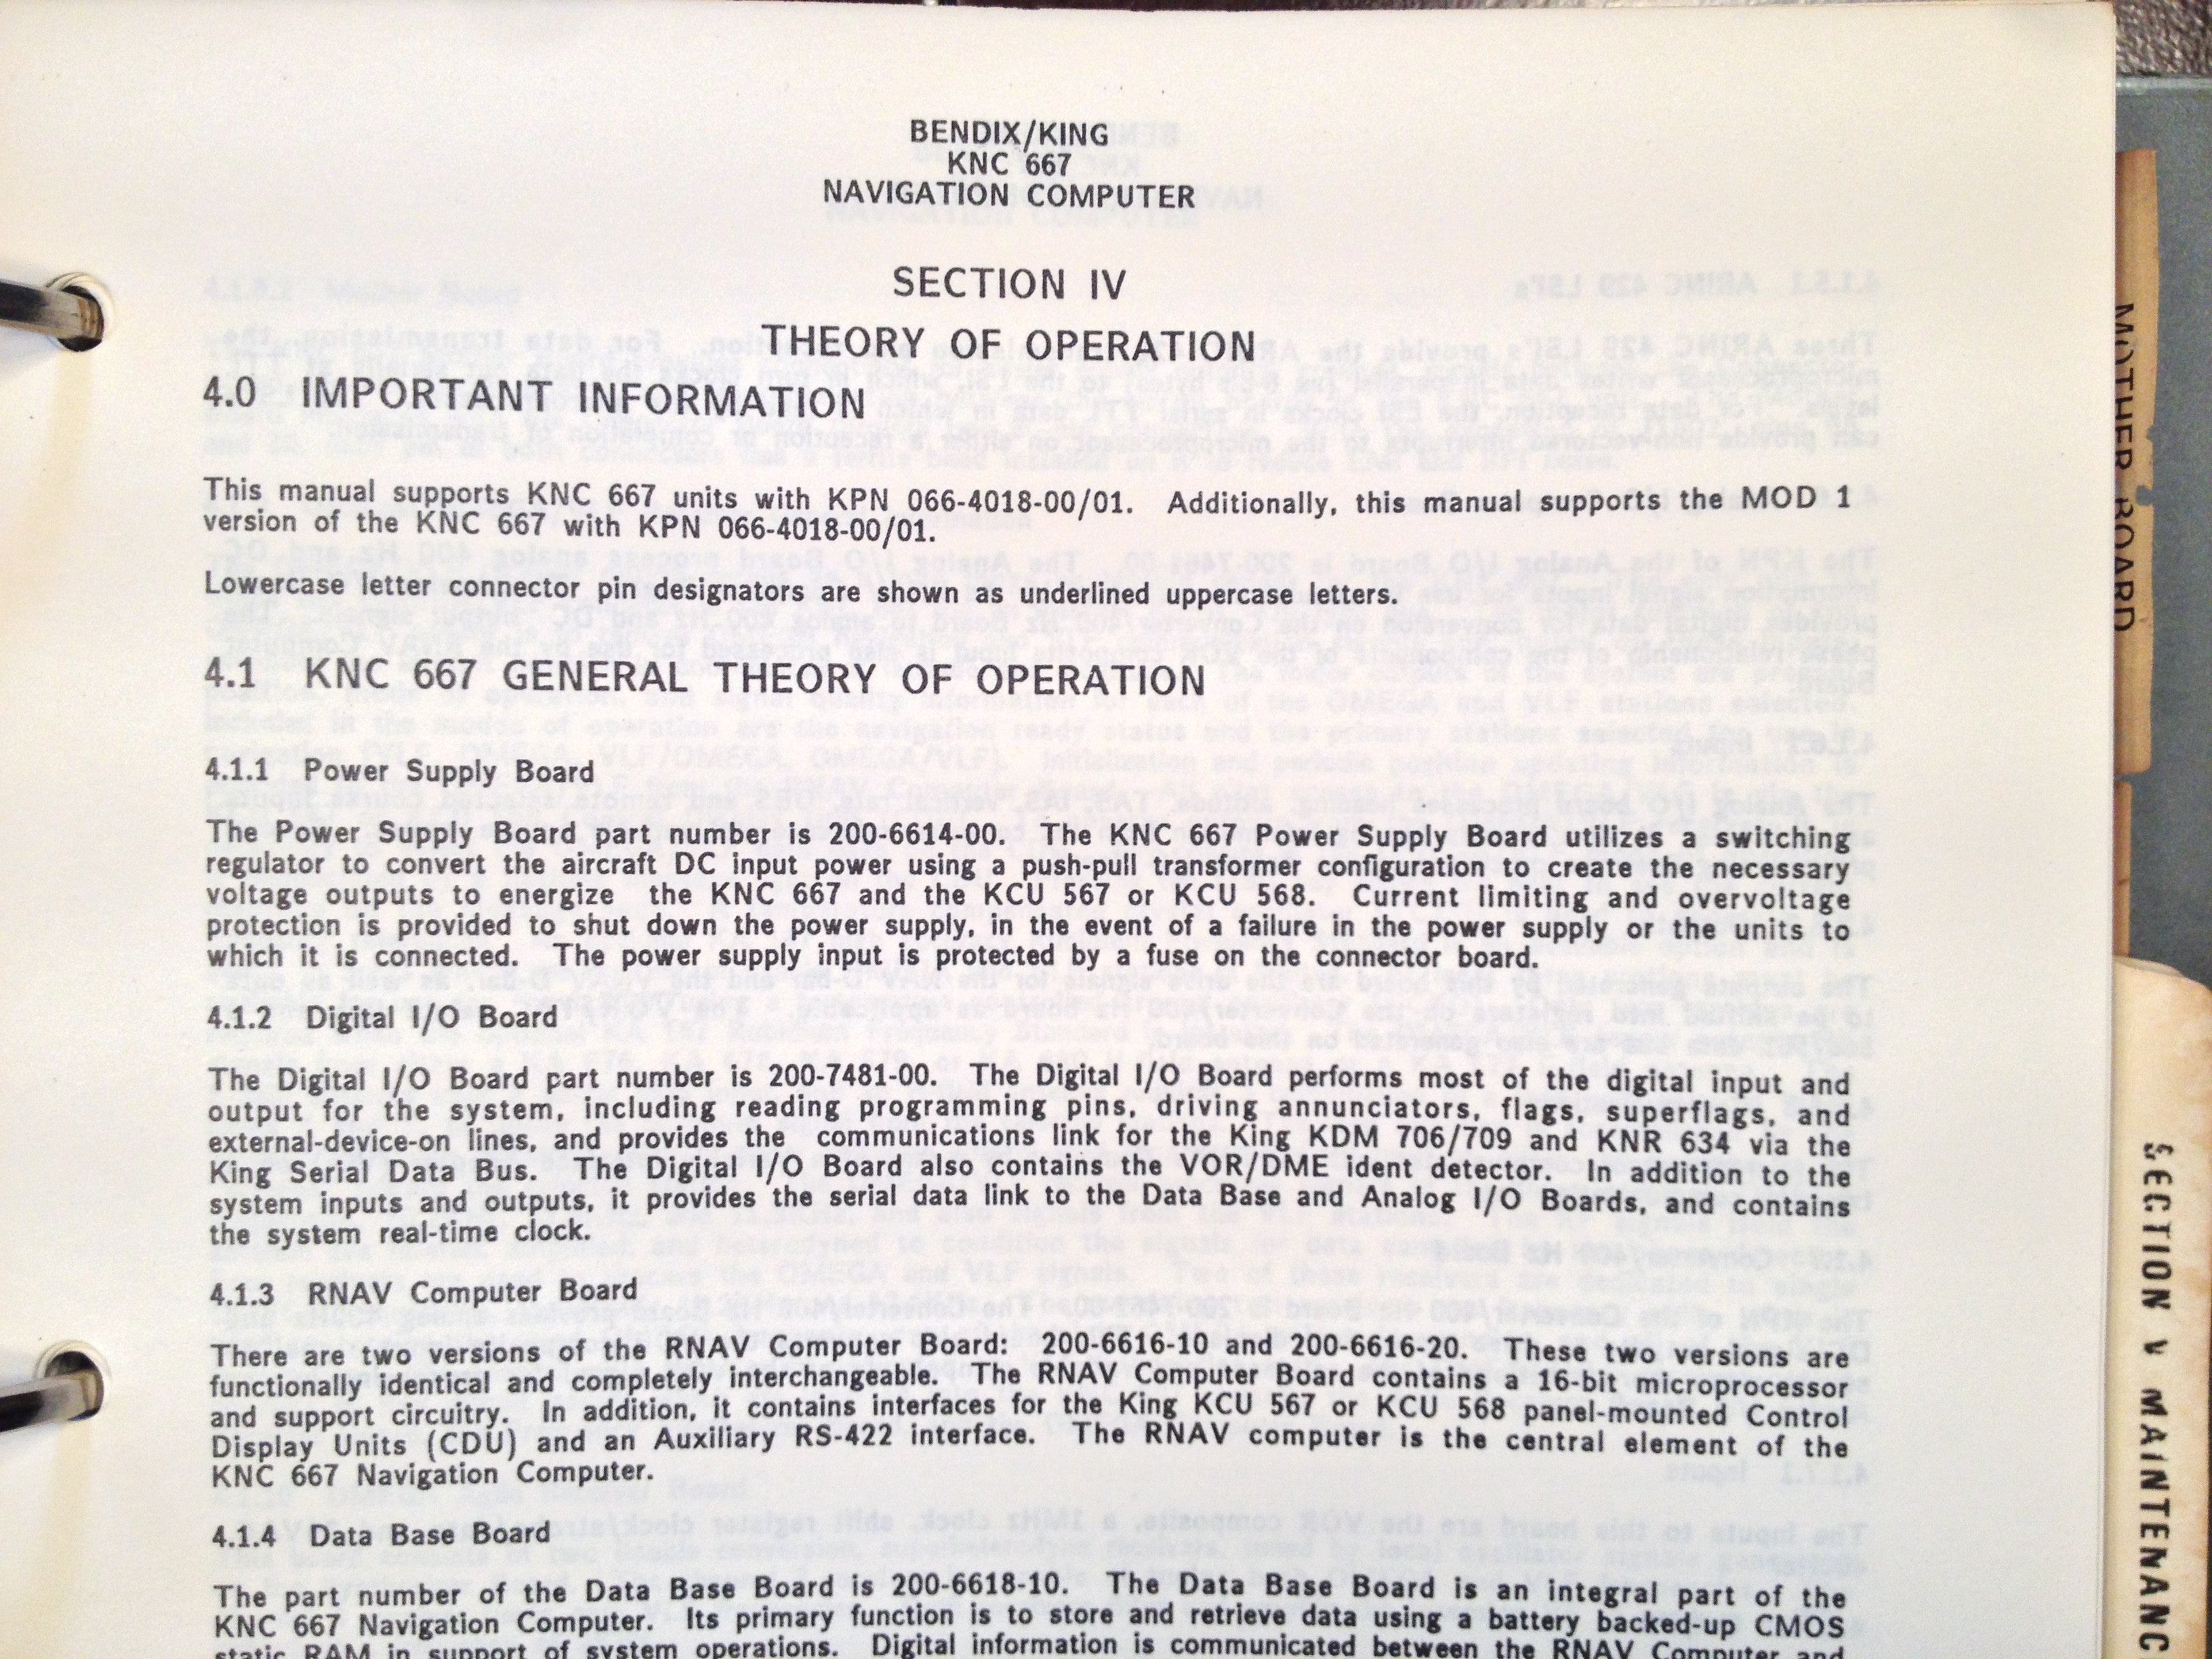 BENDIX/KING
KNC 667
NAVIGATION COMPUTER
SECTION IV
THEORY OF OPERATION
4.0 IMPORTANT INFORMATION
This manual supports KNC 667 units with KPN 066-4018-00/01. Additionally, this manual supports the MOD 1
version of the KNC 667 with KPN 066-4018-00/01.
Lowercase letter connector pin designators are shown as underlined uppercase letters.
4.1 KNC 667 GENERAL THEORY OF OPERATION
4.1.1 Power Supply Board
The Power Supply Board part number is 200-6614-00. The KNC 667 Power Supply Board utilizes a switching
regulator to convert the aircraft DC input power using a push-pull transformer configuration to create the necessary
voltage outputs to energize the KNC 667 and the KCU 567 or KCU 568. Current limiting and overvoltage
protection is provided to shut down the power supply, in the event of a failure in the power supply or the units to
which it is connected. The power supply input is protected by a fuse on the connector board.
4.1.2 Digital I/O Board
The Digital I/O Board part number is 200-7481-00. The Digital I/O Board performs most of the digital input and
output for the system, including reading programming pins, driving annunciators, flags, superflags, and
external-device-on lines, and provides the communications link for the King KDM 706/709 and KNR 634 via the
King Serial Data Bus. The Digital I/O Board also contains the VOR/DME ident detector. In addition to the
system inputs and outputs, it provides the serial data link to the Data Base and Analog I/O Boards, and contains
the system real-time clock.
4.1.3 RNAV Computer Board
There are two versions of the RNAV Computer Board: 200-6616-10 and 200-6616-20. These two versions are
functionally identical and completely interchangeable. The RNAV Computer Board contains a 16-bit microprocessor
and support circuitry. In addition, it contains interfaces for the King KCU 567 or KCU 568 panel-mounted Control
Display Units (CDU) and an Auxiliary RS-422 interface. The RNAV computer is the central element of the
KNC 667 Navigation Computer.
4.1.4 Data Base Board
The part number of the Data Base Board is 200-6618-10. The Data Base Board is an integral part of the
KNC 667 Navigation Computer. Its primary function is to store and retrieve data using a battery backed-up CMOS
static RAM in support of system operations. Digital information is communicated between the RNAV Computer and
MOTHER BOARD
SECTION V MAINTENANC